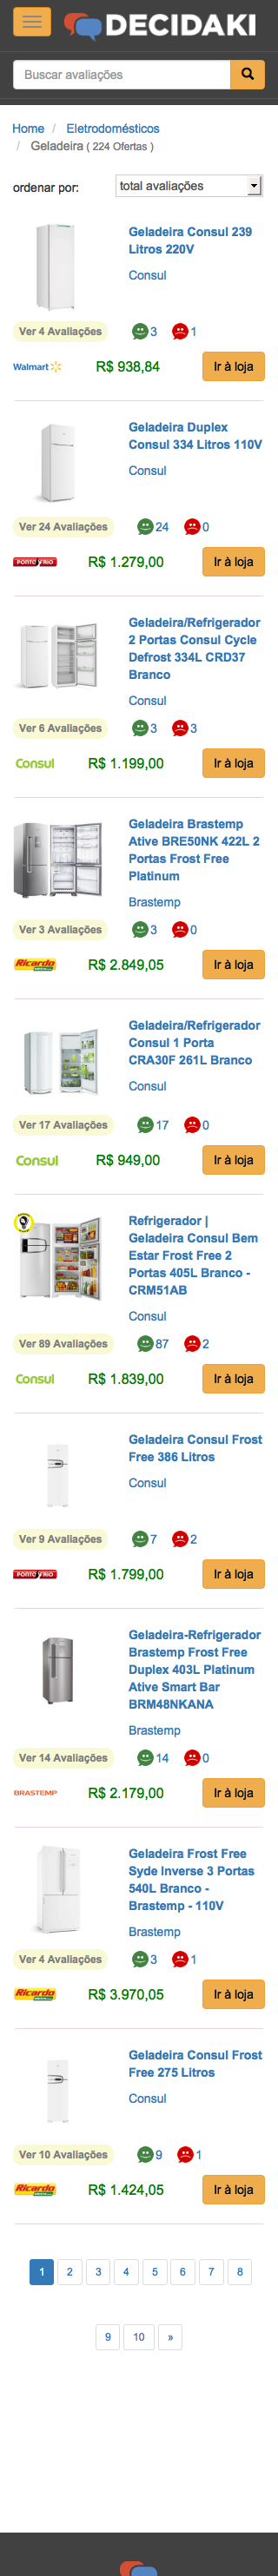 DECIDAKI
Buscar avaliações
Home / Eletrodomésticos
/ Geladeira ( 224 Ofertas )
ordenar por: total avaliações
Geladeira Consul 239
Litros 220V
Consul
Ver 4 Avaliações 3 1
Walmart R$ 938,84 Ir à loja
Geladeira Duplex
Consul 334 Litros 110V
Consul
Ver 24 Avaliações 24 0
PONTO FRIO R$ 1.279,00 Ir à loja
Geladeira/Refrigerador
2 Portas Consul Cycle
Defrost 334L CRD37
Branco
Consul
Ver 6 Avaliações 3 3
Consul R$ 1.199,00 Ir à loja
Geladeira Brastemp
Ative BRE50NK 422L 2
Portas Frost Free
Platinum
Brastemp
Ver 3 Avaliações 3 0
Ricardo R$ 2.849,05 Ir à loja
Geladeira/Refrigerador
Consul 1 Porta
CRA30F 261L Branco
Consul
Ver 17 Avaliações 17 0
Consul R$ 949,00 Ir à loja
Refrigerador |
Geladeira Consul Bem
Estar Frost Free 2
Portas 405L Branco -
CRM51AB
Consul
Ver 89 Avaliações 87 2
Consul R$ 1.839,00 Ir à loja
Geladeira Consul Frost
Free 386 Litros
Consul
Ver 9 Avaliações 7 2
PONTO FRIO R$ 1.799,00 Ir à loja
Geladeira-Refrigerador
Brastemp Frost Free
Duplex 403L Platinum
Ative Smart Bar
BRM48NKANA
Brastemp
Ver 14 Avaliações 14 0
BRASTEMP R$ 2.179,00 Ir à loja
Geladeira Frost Free
Syde Inverse 3 Portas
540L Branco -
Brastemp - 110V
Brastemp
Ver 4 Avaliações 3 1
Ricardo R$ 3.970,05 Ir à loja
Geladeira Consul Frost
Free 275 Litros
Consul
Ver 10 Avaliações 9 1
Ricardo R$ 1.424,05 Ir à loja
1 2 3 4 5 6 7 8
9 10 »